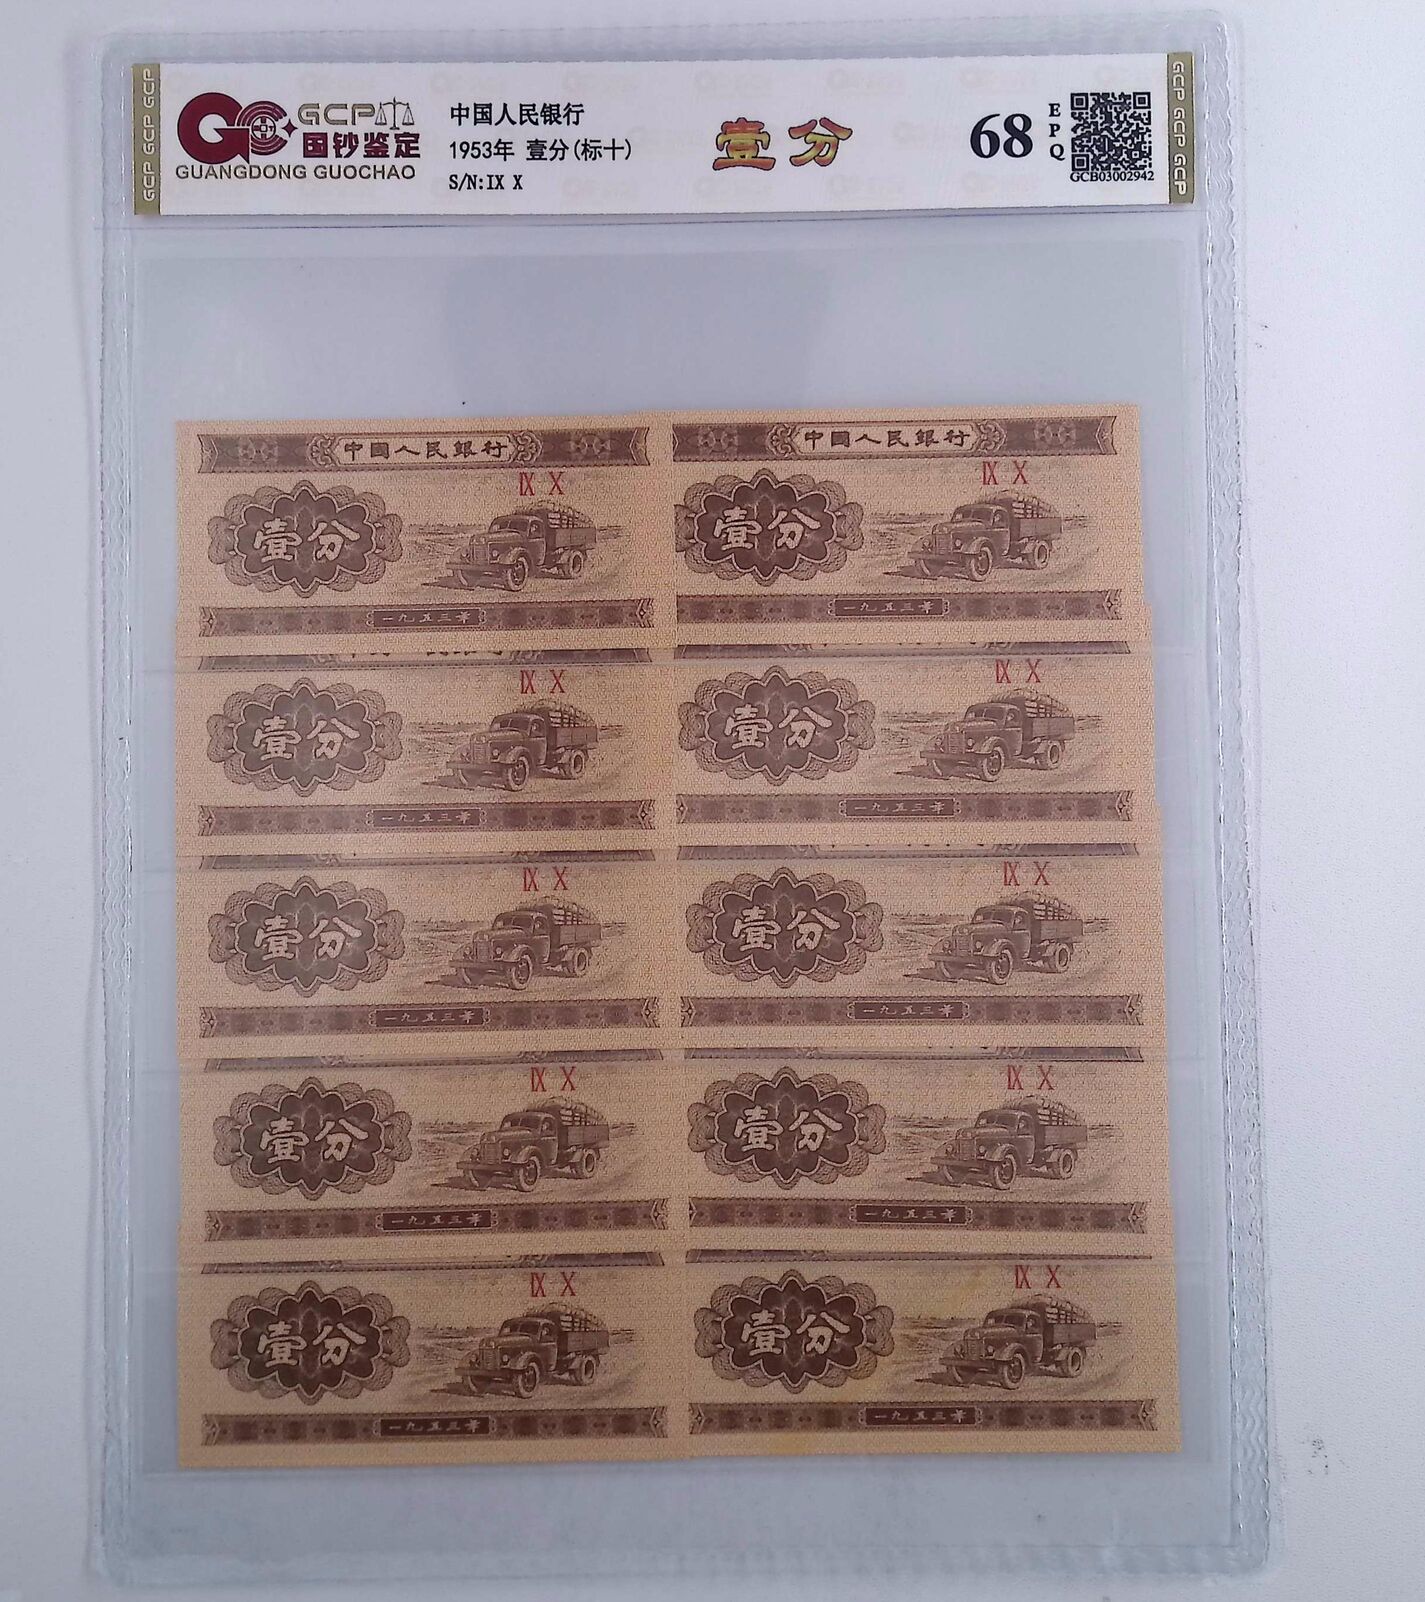 GCP GCP GCP
GCP
国钞鉴定
GUANGDONG GUOCHAO
中国人民银行
1953年 壹分(标十)
S/N:IX X
壹分
68
EPQ
GCB03002942
GCP GCP GCP
中國人民銀行
IX X
壹分
一九五三年
中國人民銀行
IX X
壹分
一九五三年
IX X
壹分
一九五三年
IX X
壹分
一九五三年
IX X
壹分
一九五三年
IX X
壹分
一九五三年
IX X
壹分
一九五三年
IX X
壹分
一九五三年
IX X
壹分
一九五三年
IX X
壹分
一九五三年